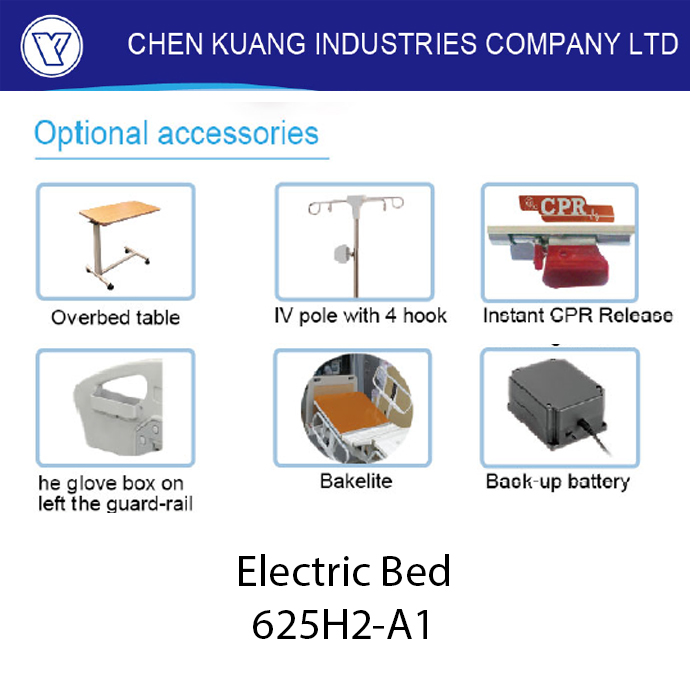 CHEN KUANG INDUSTRIES COMPANY LTD
Optional accessories
CPR
Overbed table
IV pole with 4 hook
Instant CPR Release
he glove box on
left the guard-rail
Bakelite
Back-up battery
Electric Bed
625H2-A1